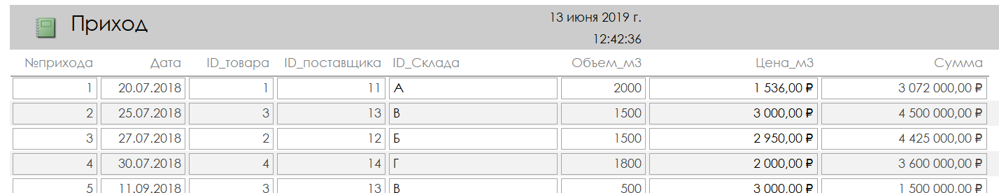 Приход
13 июня 2019 г.
12:42:36
№прихода Дата ID_товара ID_поставщика ID_Склада Объем_м3 Цена_м3 Сумма
1 20.07.2018 1 11 А 2000 1 536,00 ₽ 3 072 000,00 ₽
2 25.07.2018 3 13 В 1500 3 000,00 ₽ 4 500 000,00 ₽
3 27.07.2018 2 12 Б 1500 2 950,00 ₽ 4 425 000,00 ₽
4 30.07.2018 4 14 Г 1800 2 000,00 ₽ 3 600 000,00 ₽
5 11.09.2018 3 13 В 500 3 000,00 ₽ 1 500 000,00 ₽